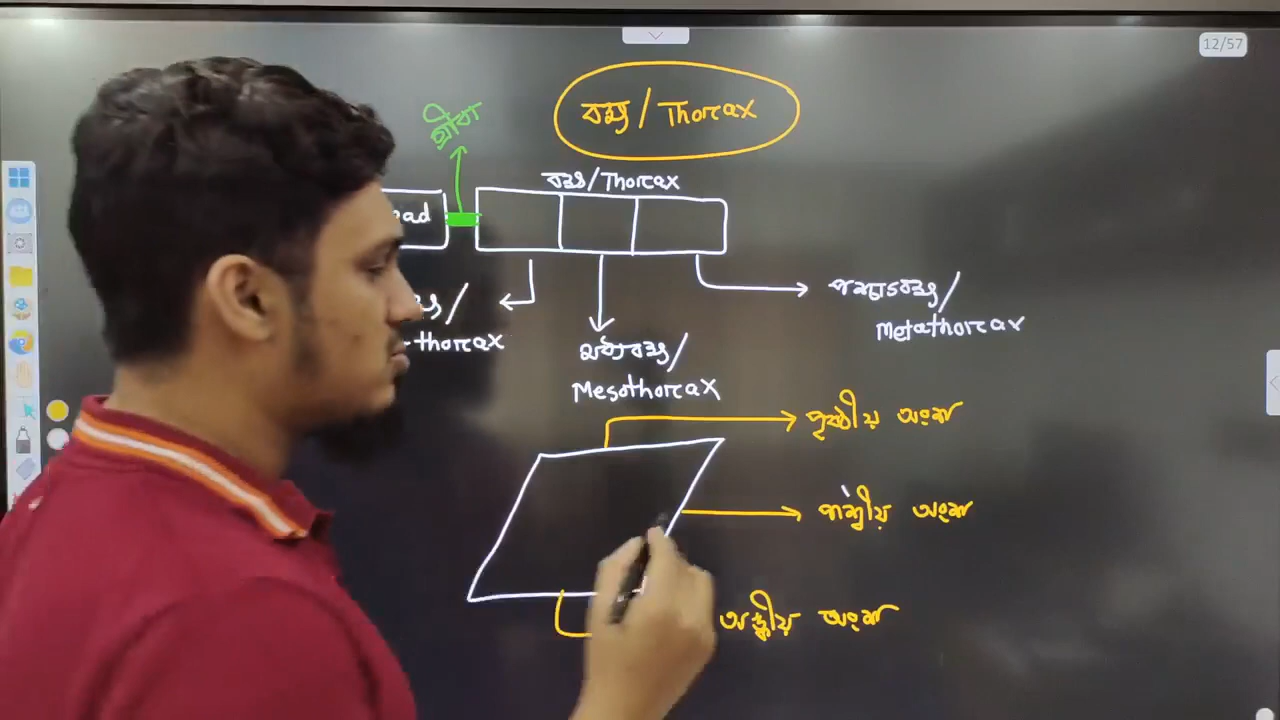 12/57
বক্ষ / Thorax
গ্রীবা
বক্ষ/Thorax
ead
ক্ষ/
-thorax
মধ্যবক্ষ/
Mesothorax
পশ্চাৎবক্ষ/
Metathorax
পৃষ্ঠীয় অংশ
পার্শ্বীয় অংশ
অঙ্কীয় অংশ